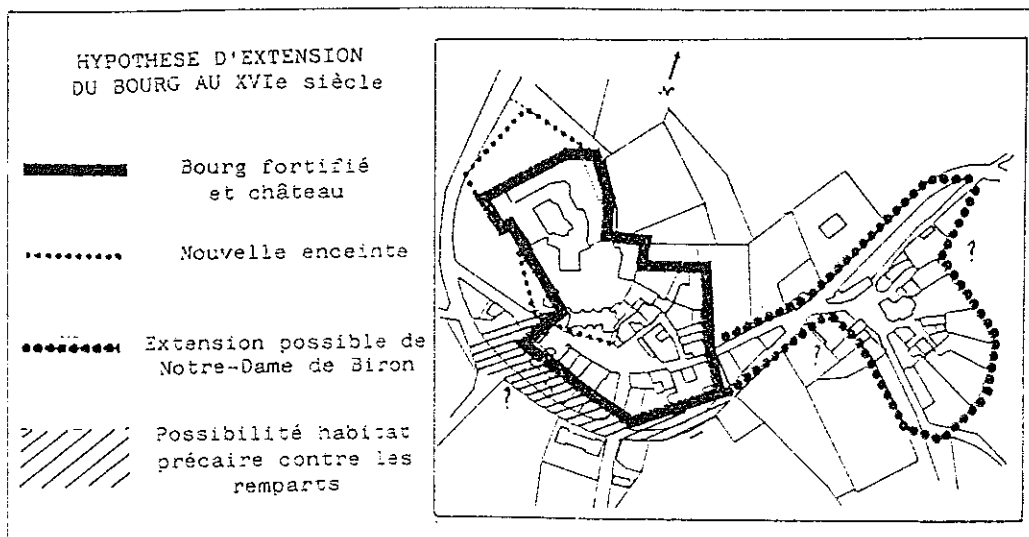 HYPOTHESE D'EXTENSION
DU BOURG AU XVIe siècle
Bourg fortifié
et château
Nouvelle enceinte
Extension possible de
Notre-Dame de Biron
Possibilité habitat
précaire contre les
remparts
N
?
?
?